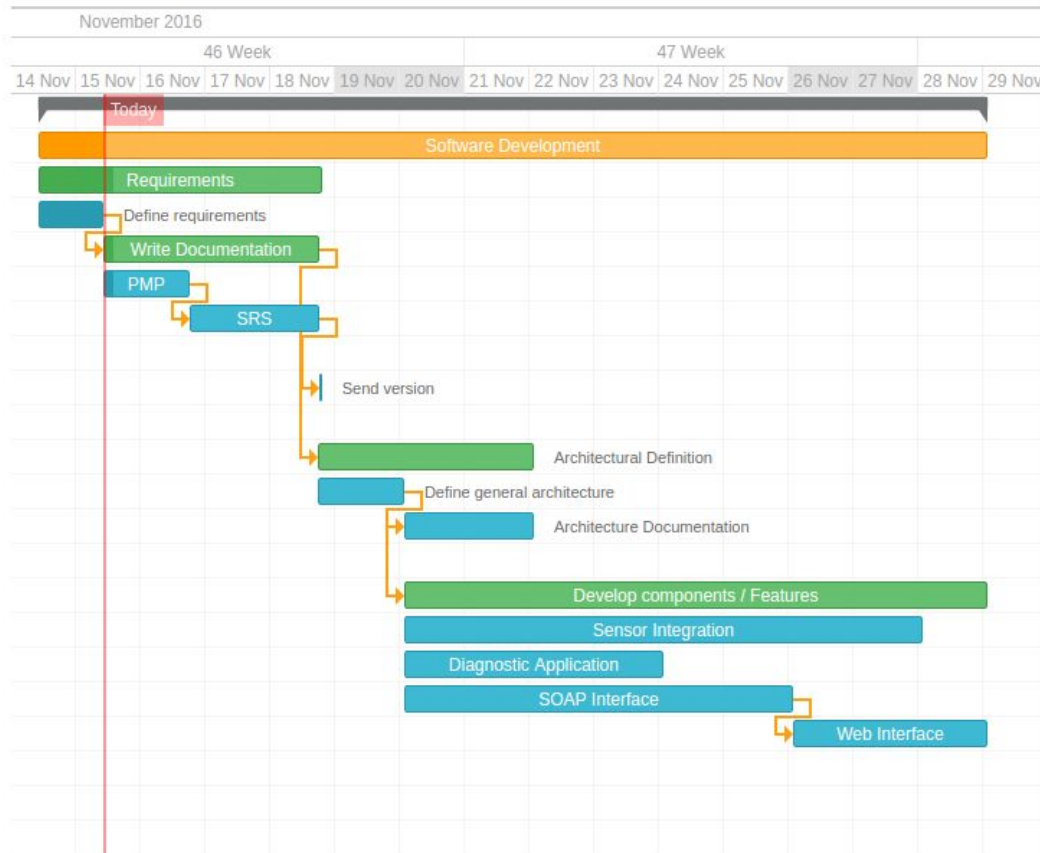 November 2016
46 Week 47 Week
14 Nov 15 Nov 16 Nov 17 Nov 18 Nov 19 Nov 20 Nov 21 Nov 22 Nov 23 Nov 24 Nov 25 Nov 26 Nov 27 Nov 28 Nov 29 Nov
Today
Software Development
Requirements
Define requirements
Write Documentation
PMP
SRS
Send version
Architectural Definition
Define general architecture
Architecture Documentation
Develop components / Features
Sensor Integration
Diagnostic Application
SOAP Interface
Web Interface